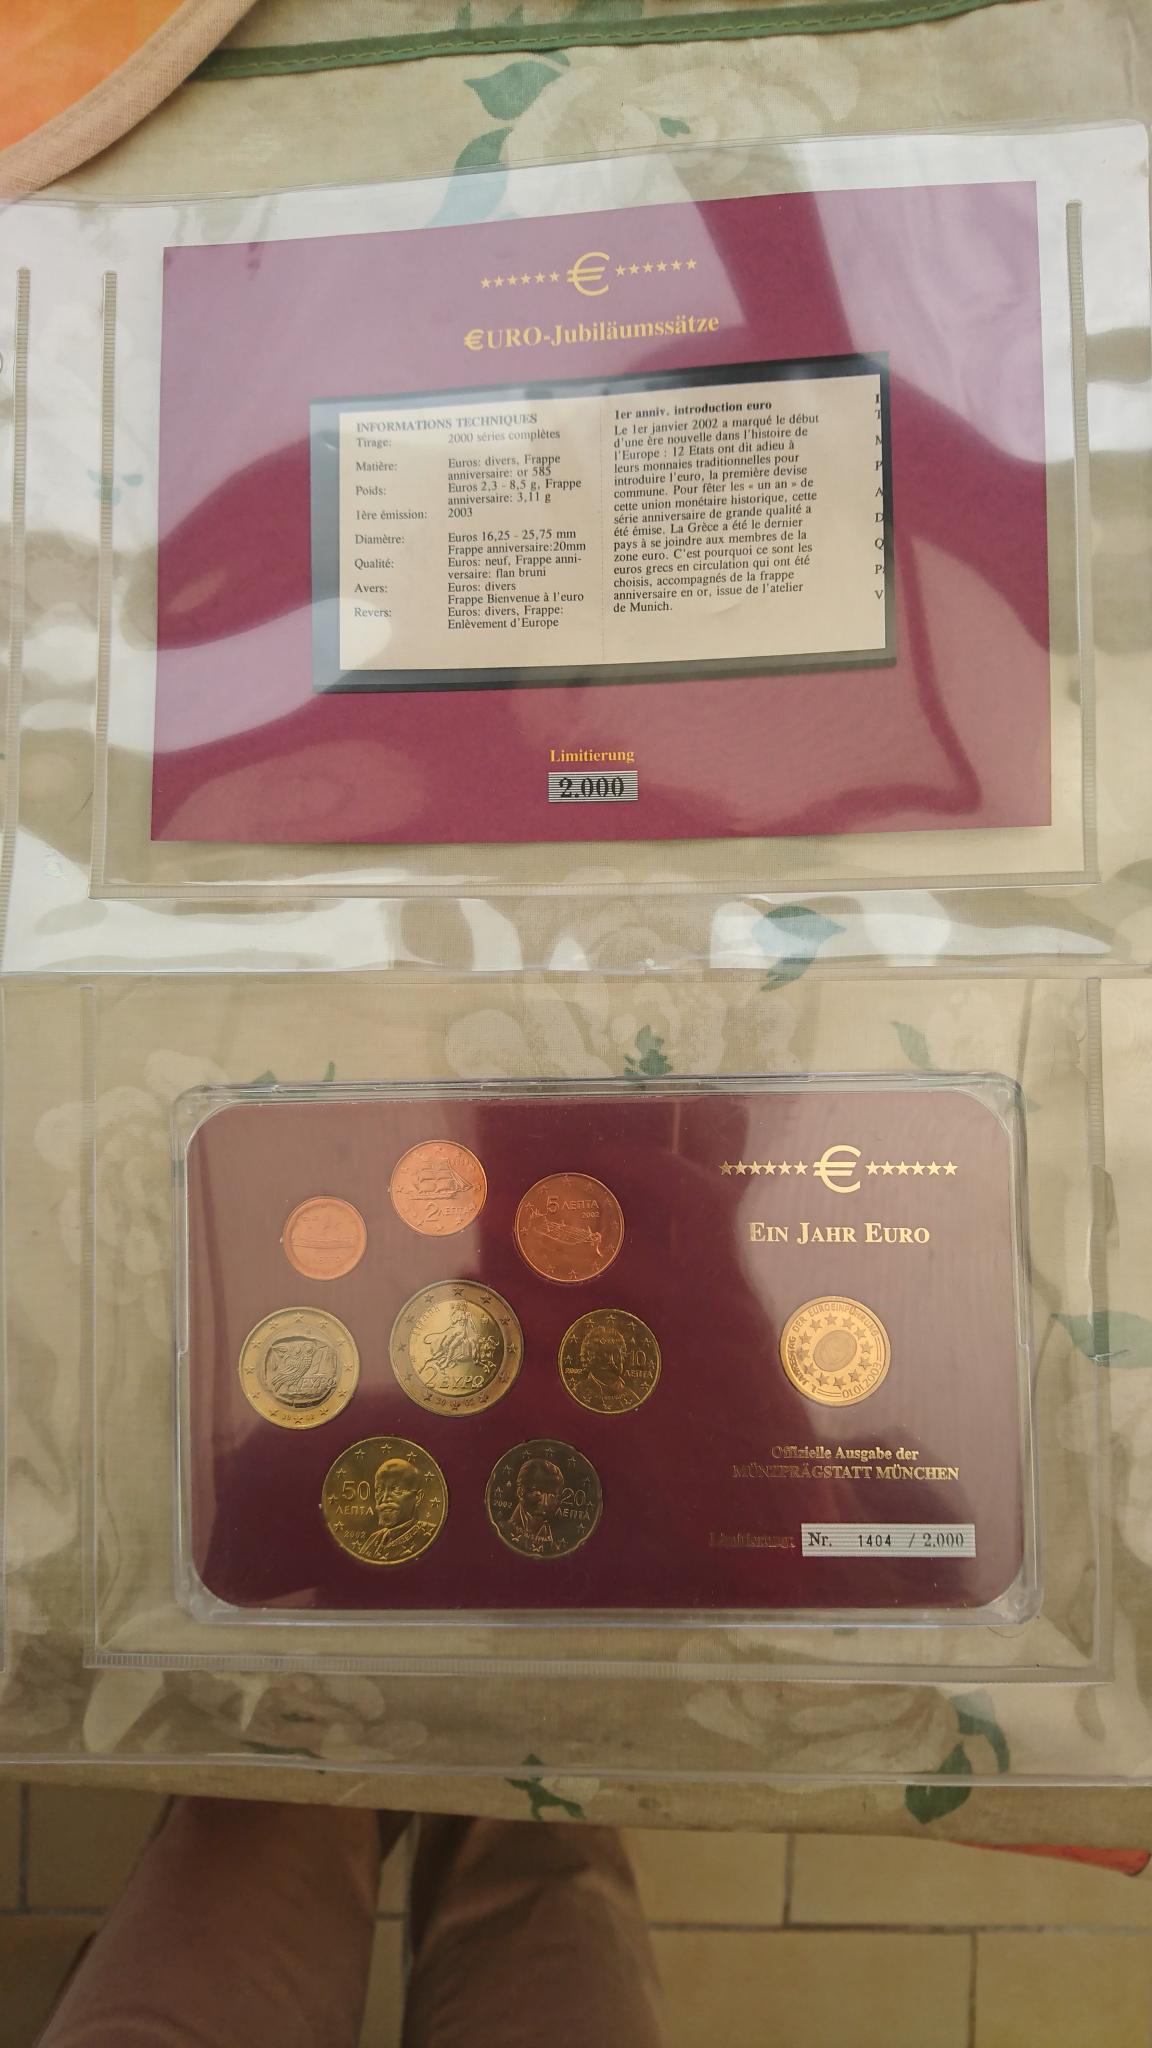 €
€URO-Jubiläumssätze
INFORMATIONS TECHNIQUES
Tirage: 2000 séries complètes
Matière: Euros: divers, Frappe
anniversaire: or 585
Poids: Euros 2,3 - 8,5 g, Frappe
anniversaire: 3,11 g
1ère émission: 2003
Diamètre: Euros 16,25 - 25,75 mm
Frappe anniversaire:20mm
Qualité: Euros: neuf, Frappe anni-
versaire: flan bruni
Avers: Euros: divers
Frappe Bienvenue à l'euro
Revers: Euros: divers, Frappe:
Enlèvement d'Europe
1er anniv. introduction euro
Le 1er janvier 2002 a marqué le début
d'une ère nouvelle dans l'histoire de
l'Europe : 12 Etats ont dit adieu à
leurs monnaies traditionnelles pour
introduire l'euro, la première devise
commune. Pour fêter les « un an » de
cette union monétaire historique, cette
série anniversaire de grande qualité a
été émise. La Grèce a été le dernier
pays à se joindre aux membres de la
zone euro. C'est pourquoi ce sont les
euros grecs en circulation qui ont été
choisis, accompagnés de la frappe
anniversaire en or, issue de l'atelier
de Munich.
I
T
M
P
A
D
Q
P
V
Limitierung
2.000
€
EIN JAHR EURO
2 ΛΕΠΤΑ
5 ΛΕΠΤΑ
2002
1 ΕΥΡΩ
2 ΕΥΡΩ
10
ΛΕΠΤΑ
2002
50
ΛΕΠΤΑ
2002
20
ΛΕΠΤΑ
2002
1. JAHRESTAG DER EUROEINFÜHRUNG
01.01.2003
Offizielle Ausgabe der
MÜNZPRÄGSTATT MÜNCHEN
Limitierung: Nr. 1404 / 2.000